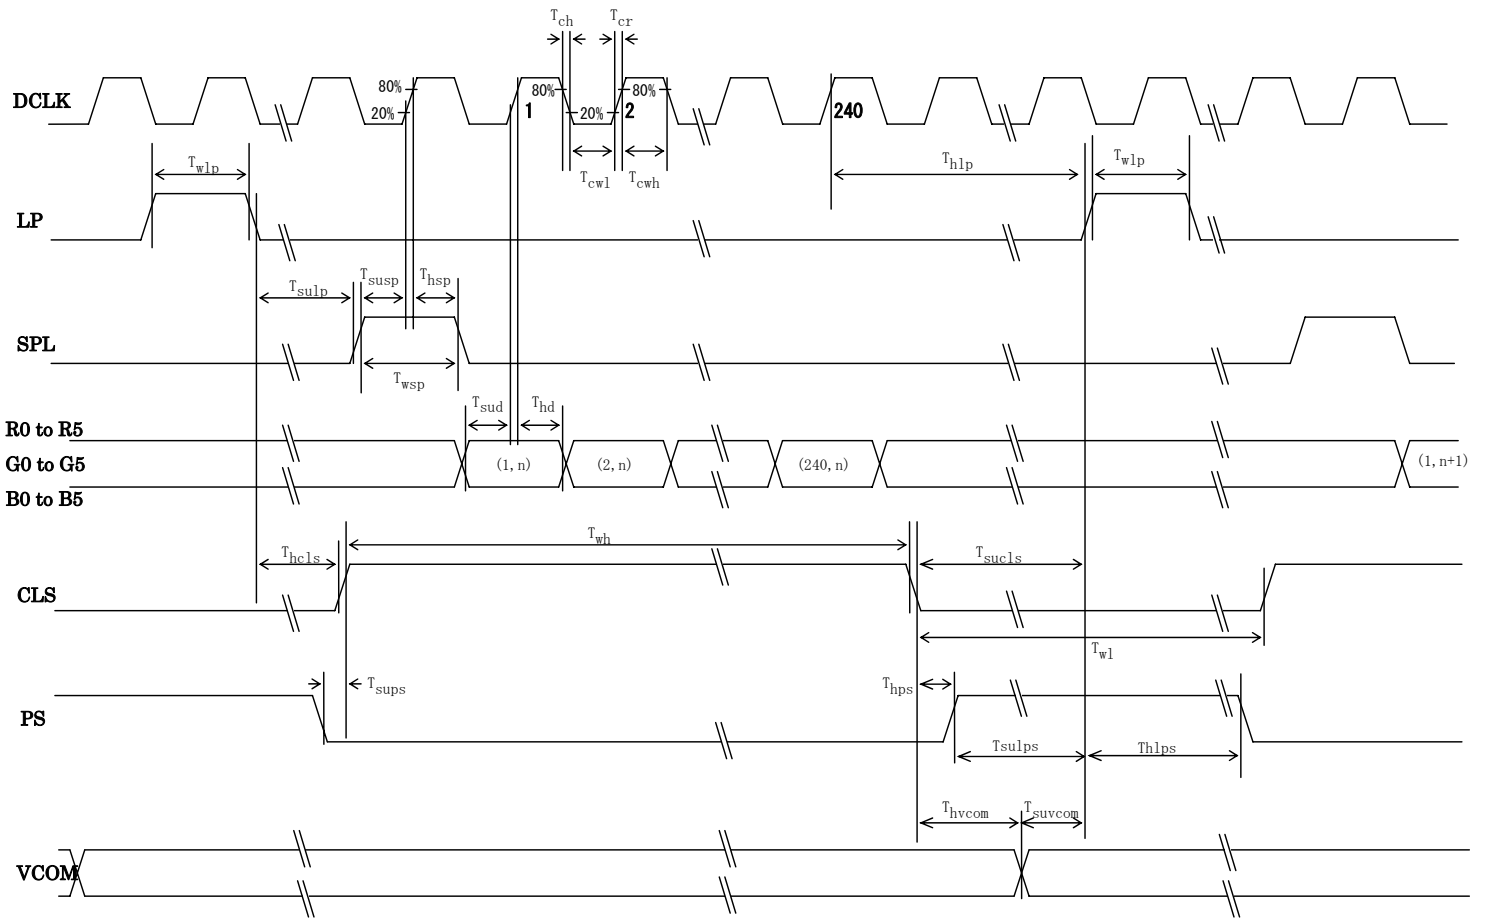 Tch Tcr
80% 80% 80%
DCLK 1 2 240
20% 20%
Twlp Thlp Twlp
Tcwl Tcwh
LP
Tsulp Tsusp Thsp
SPL
Twsp
Tsud Thd
R0 to R5
G0 to G5 (1,n) (2,n) (240,n) (1,n+1)
B0 to B5
Twh
Thcls Tsucls
CLS
Twl
Tsups Thps
PS
Tsulps Thlps
Thvcom Tsuvcom
VCOM